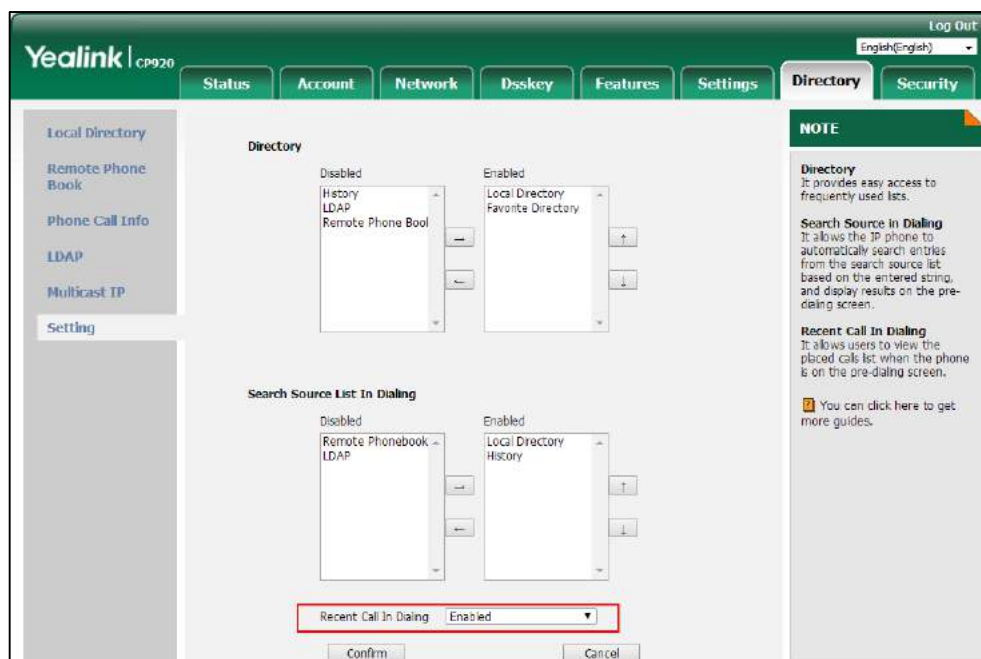 Log Out
Yealink CP920
English(English)
Status
Account
Network
Dsskey
Features
Settings
Directory
Security
Local Directory
Remote Phone
Book
Phone Call Info
LDAP
Multicast IP
Setting
Directory
Disabled
Enabled
History
LDAP
Remote Phone Bool
Local Directory
Favorite Directory
→
←
↑
↓
Search Source List In Dialing
Disabled
Enabled
Remote Phonebook
LDAP
Local Directory
History
→
←
↑
↓
Recent Call In Dialing
Enabled
Confirm
Cancel
NOTE
Directory
It provides easy access to
frequently used lists.
Search Source in Dialing
It allows the IP phone to
automatically search entries
from the search source list
based on the entered string,
and display results on the pre-
dialing screen.
Recent Call In Dialing
It allows users to view the
placed calls list when the phone
is on the pre-dialing screen.
You can click here to get
more guides.